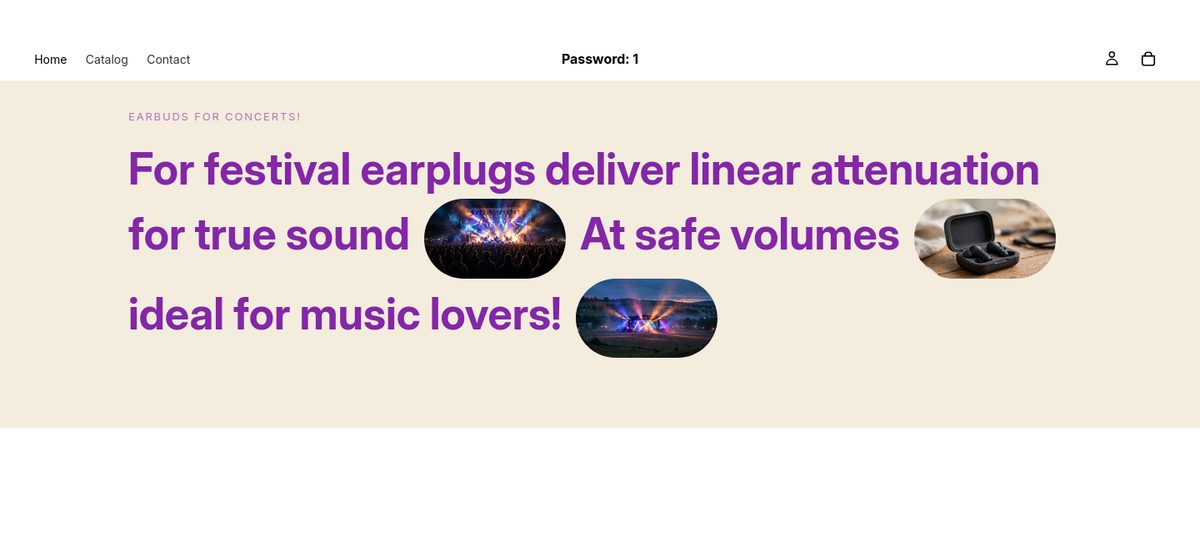 Home Catalog Contact Password: 1
EARBUDS FOR CONCERTS!
For festival earplugs deliver linear attenuation
for true sound At safe volumes
ideal for music lovers!